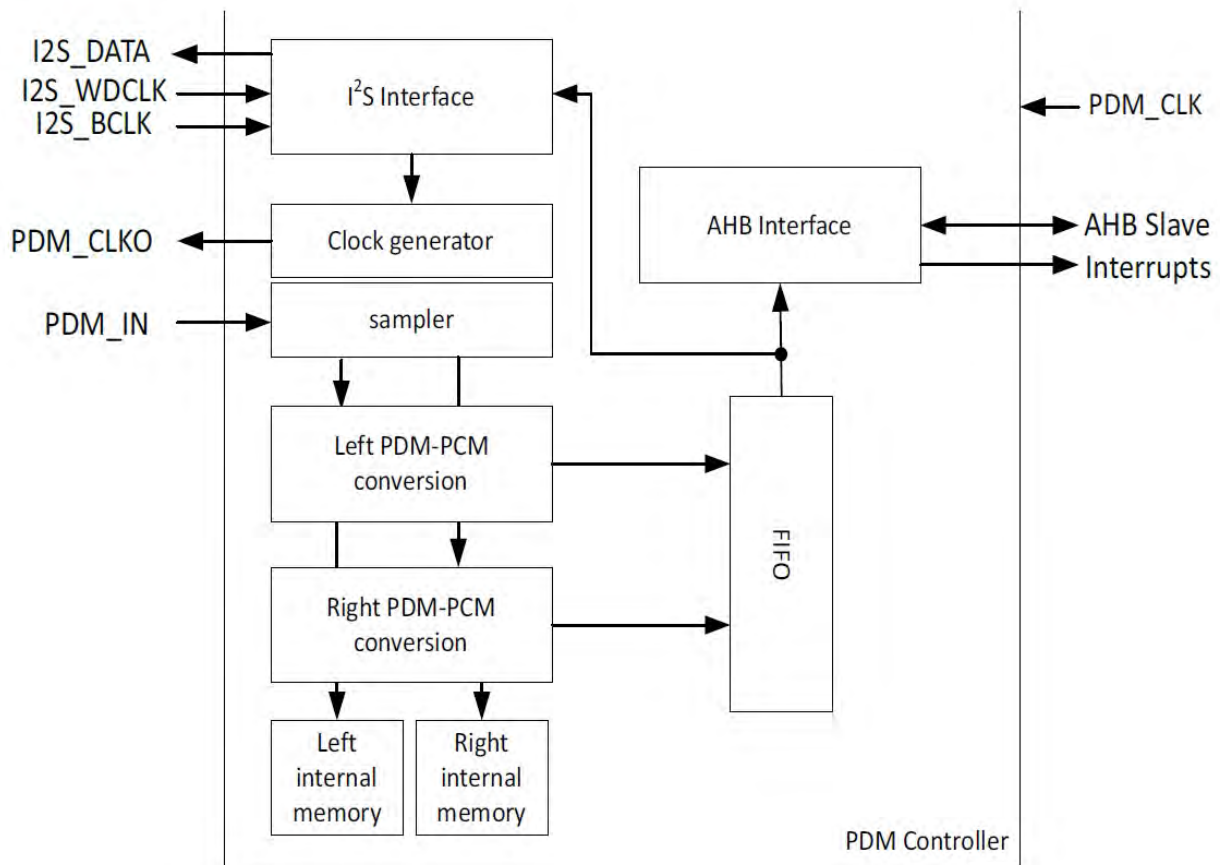 I2S_DATA
I2S_WDCLK
I2S_BCLK
I²S Interface
PDM_CLK
PDM_CLKO
Clock generator
AHB Interface
AHB Slave
Interrupts
PDM_IN
sampler
Left PDM-PCM
conversion
Right PDM-PCM
conversion
FIFO
Left
internal
memory
Right
internal
memory
PDM Controller